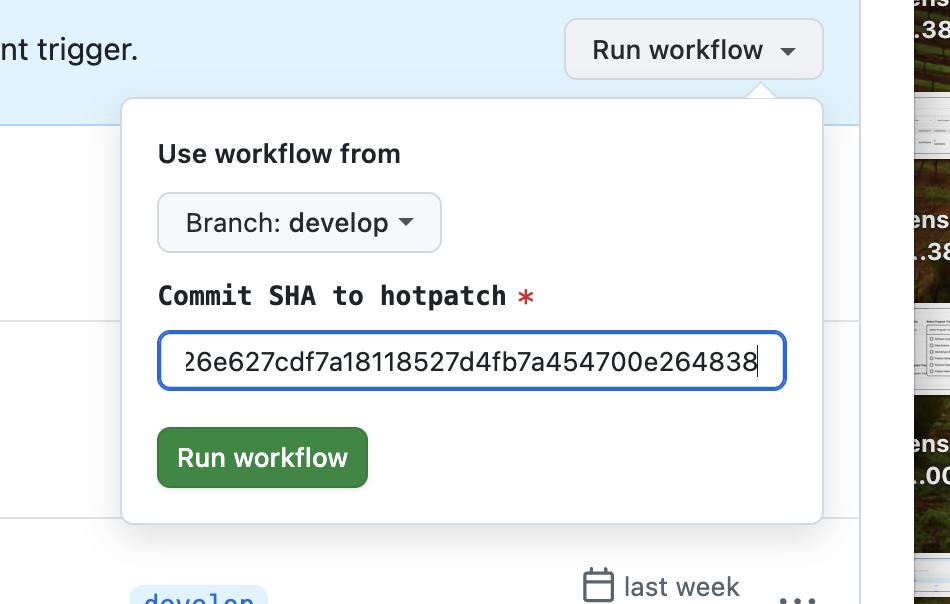 nt trigger.
Run workflow
Use workflow from
Branch: develop
Commit SHA to hotpatch *
26e627cdf7a18118527d4fb7a454700e264838
Run workflow
develop
last week
ens
.38
ens
..38
ens
..00